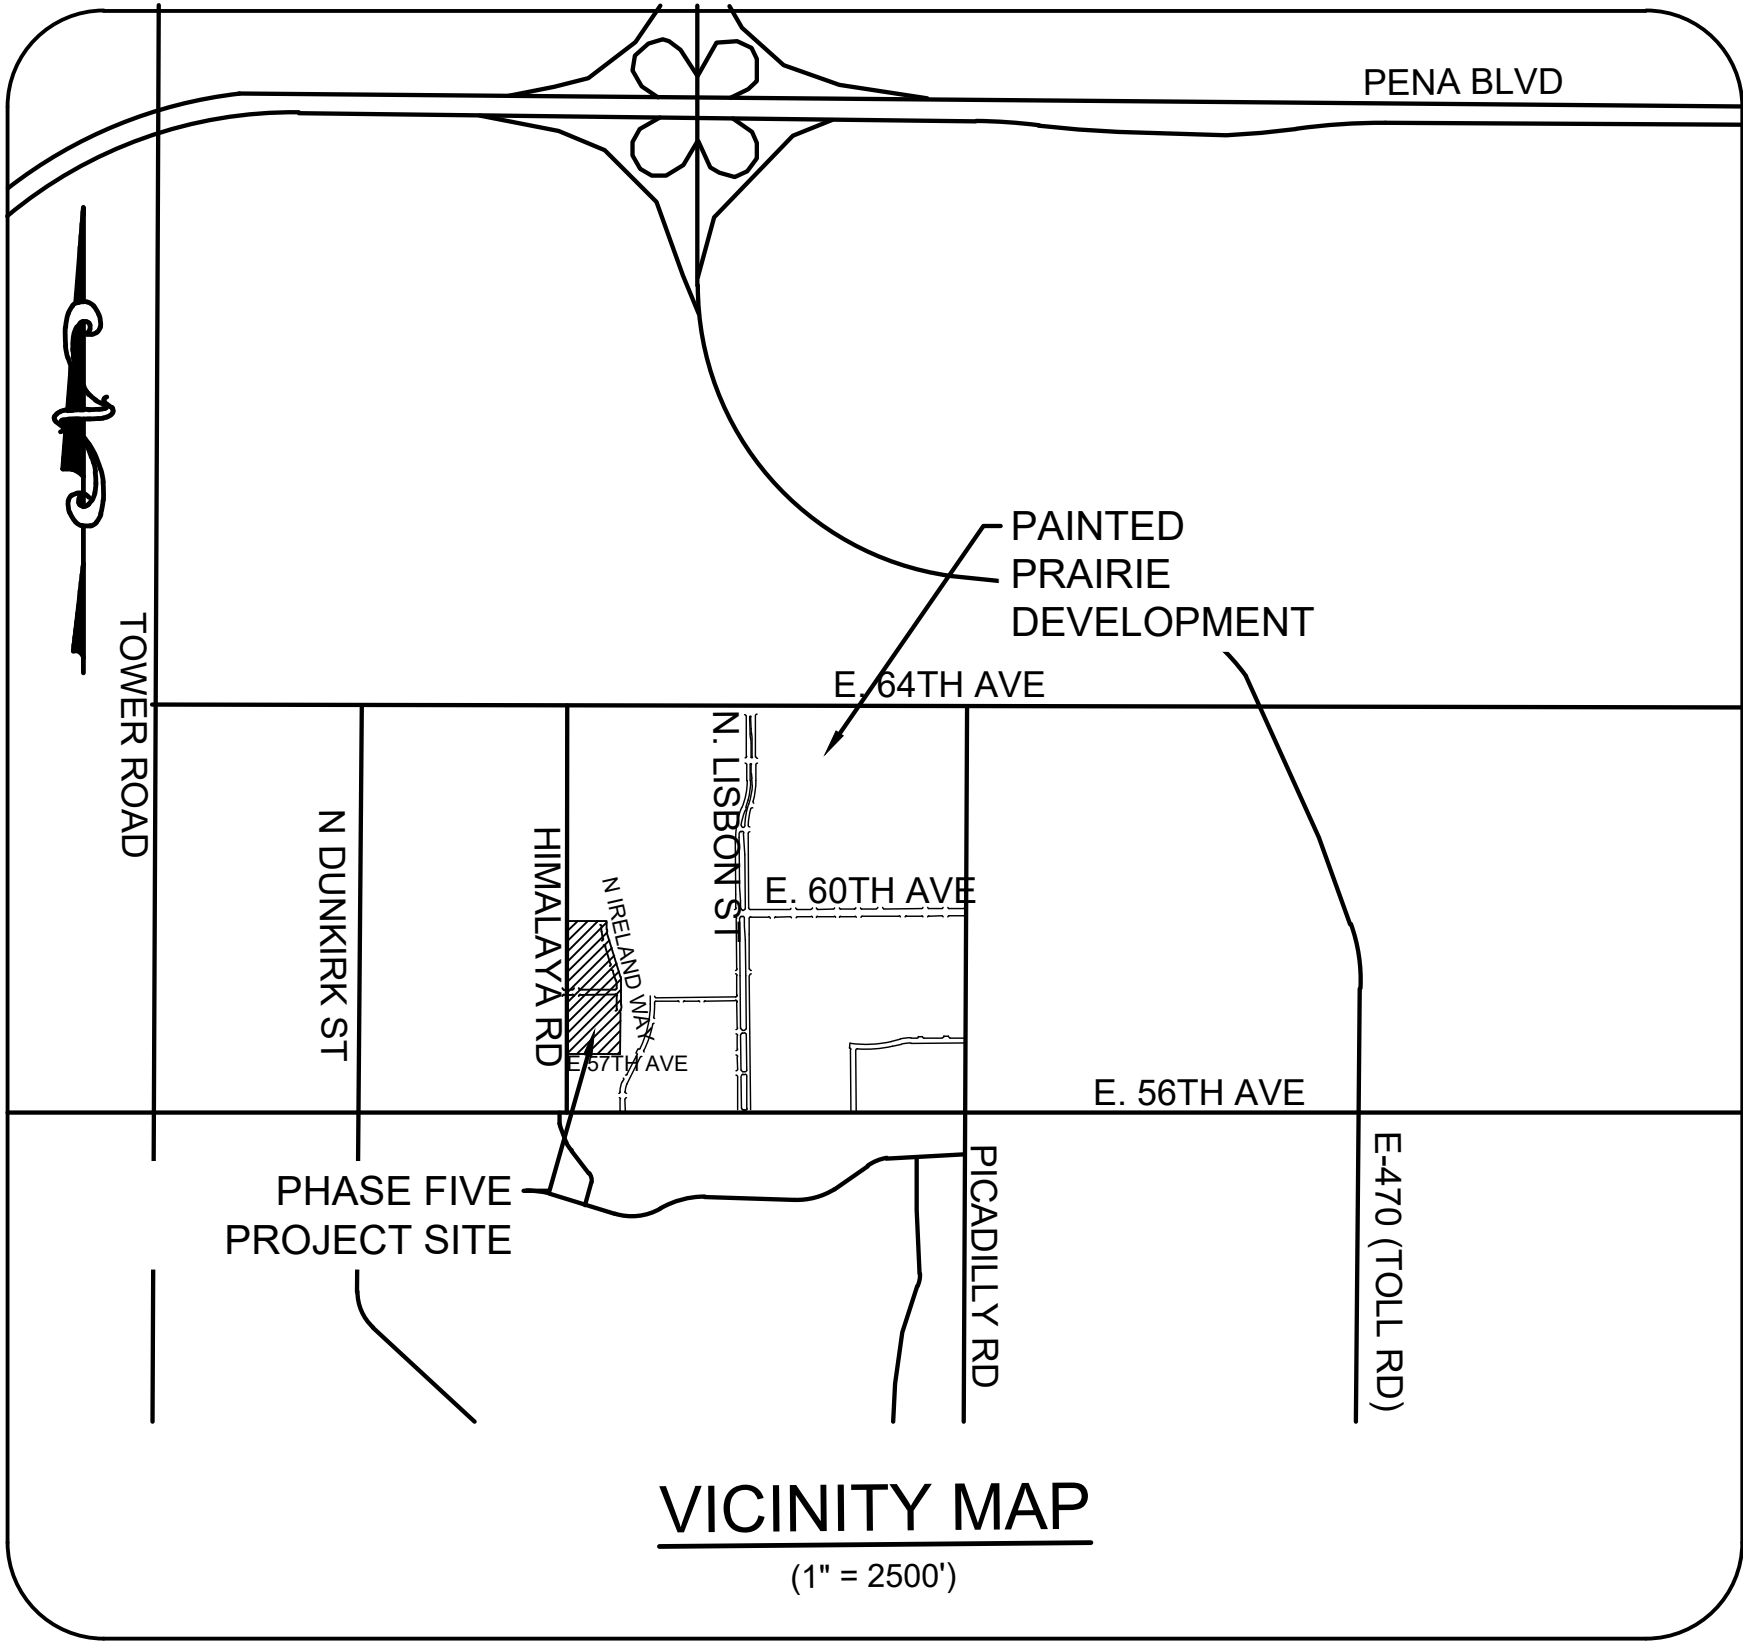 PENA BLVD
PAINTED
PRAIRIE
DEVELOPMENT
TOWER ROAD
E. 64TH AVE
N. LISBON ST
N DUNKIRK ST
HIMALAYA RD
N IRELAND WAY
E. 60TH AVE
E 57TH AVE
E. 56TH AVE
PHASE FIVE
PROJECT SITE
PICADILLY RD
E-470 (TOLL RD)
VICINITY MAP
(1" = 2500')